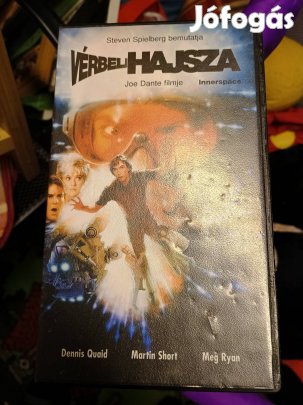 Jófogás
Steven Spielberg bemutatja
VÉRBELI HAJSZA
Joe Dante filmje Innerspace
Dennis Quaid Martin Short Meg Ryan